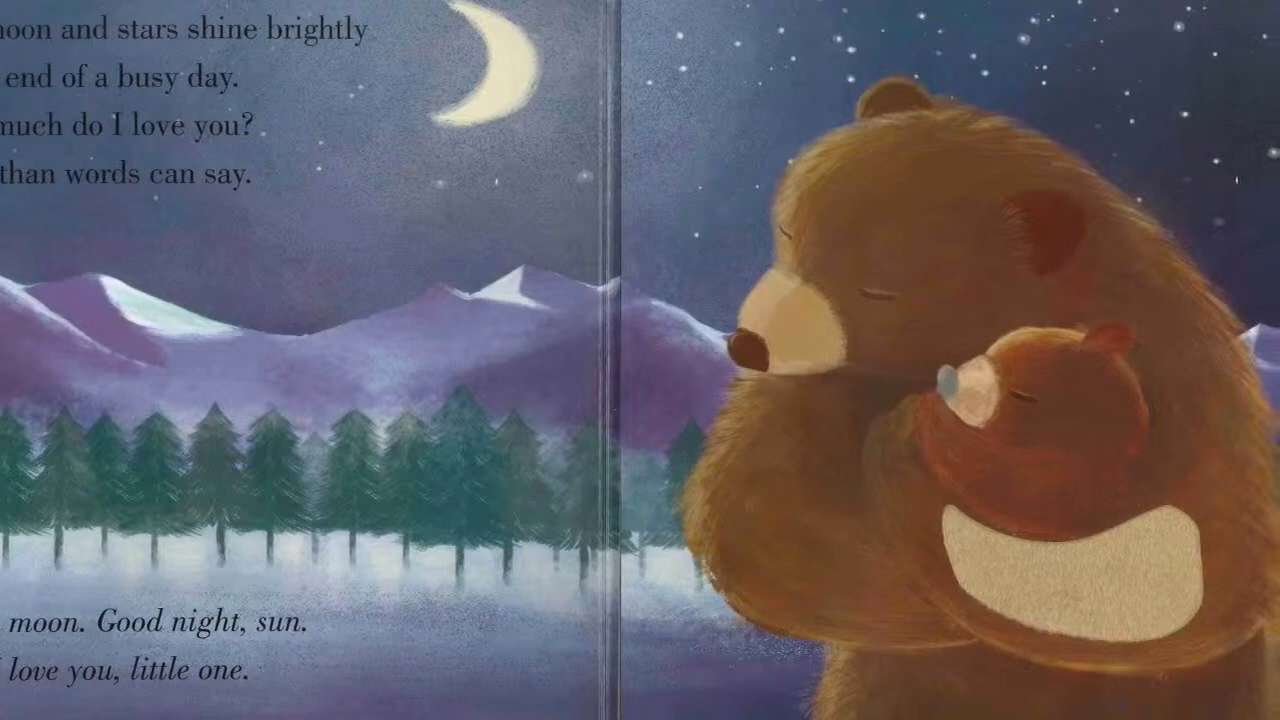 moon and stars shine brightly
end of a busy day.
much do I love you?
than words can say.
moon. Good night, sun.
I love you, little one.